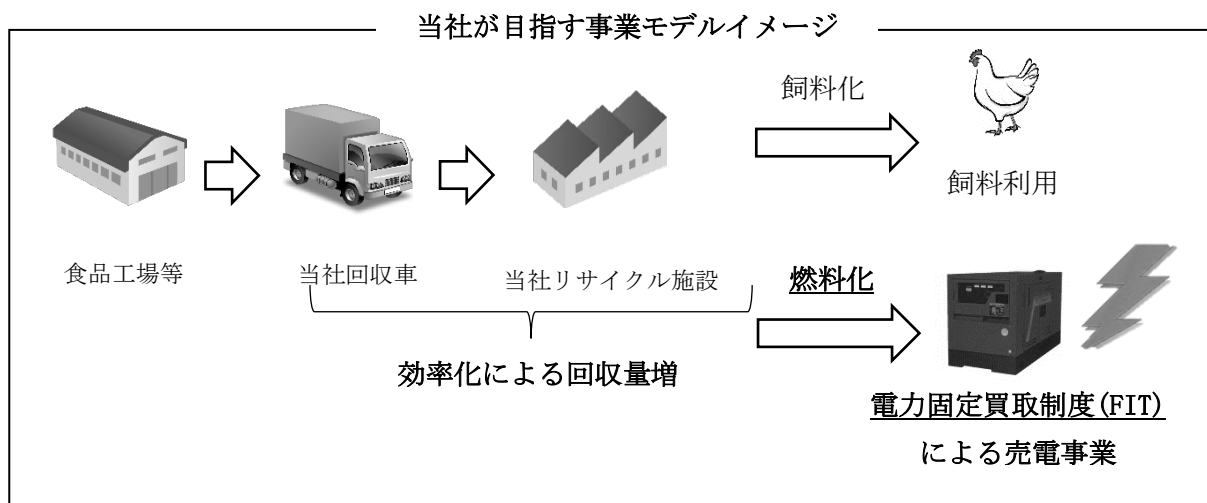 当社が目指す事業モデルイメージ
飼料化
飼料利用
食品工場等
当社回収車
当社リサイクル施設
燃料化
効率化による回収量増
電力固定買取制度(FIT)
による売電事業